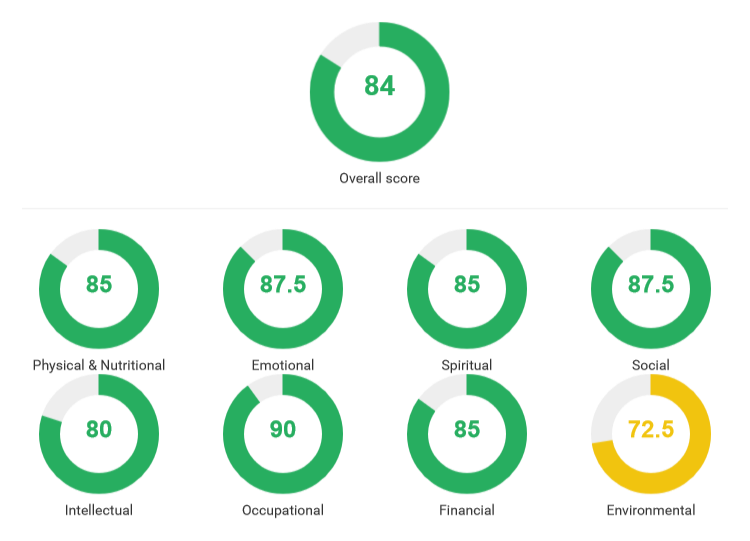 84
Overall score
85 87.5 85 87.5
Physical & Nutritional Emotional Spiritual Social
80 90 85 72.5
Intellectual Occupational Financial Environmental